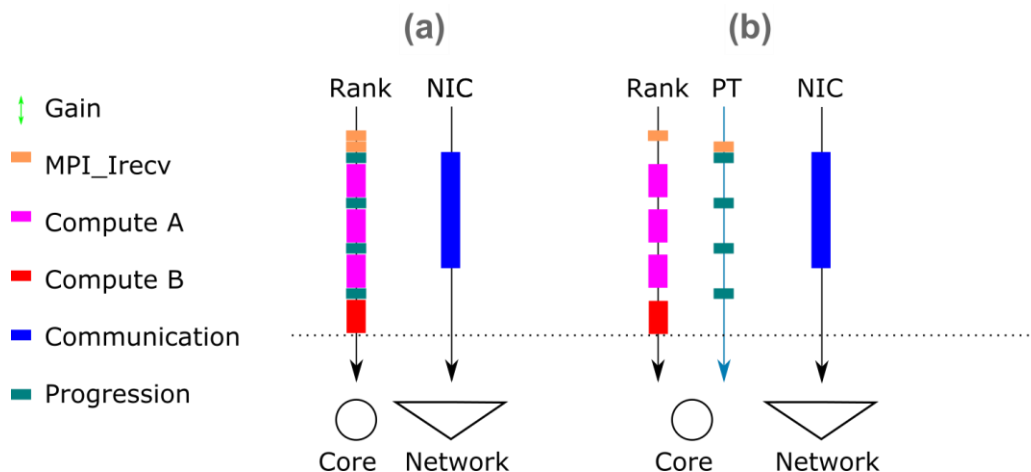 (a)
(b)
Rank
NIC
Rank
PT
NIC
Gain
MPI_Irecv
Compute A
Compute B
Communication
Progression
Core
Network
Core
Network